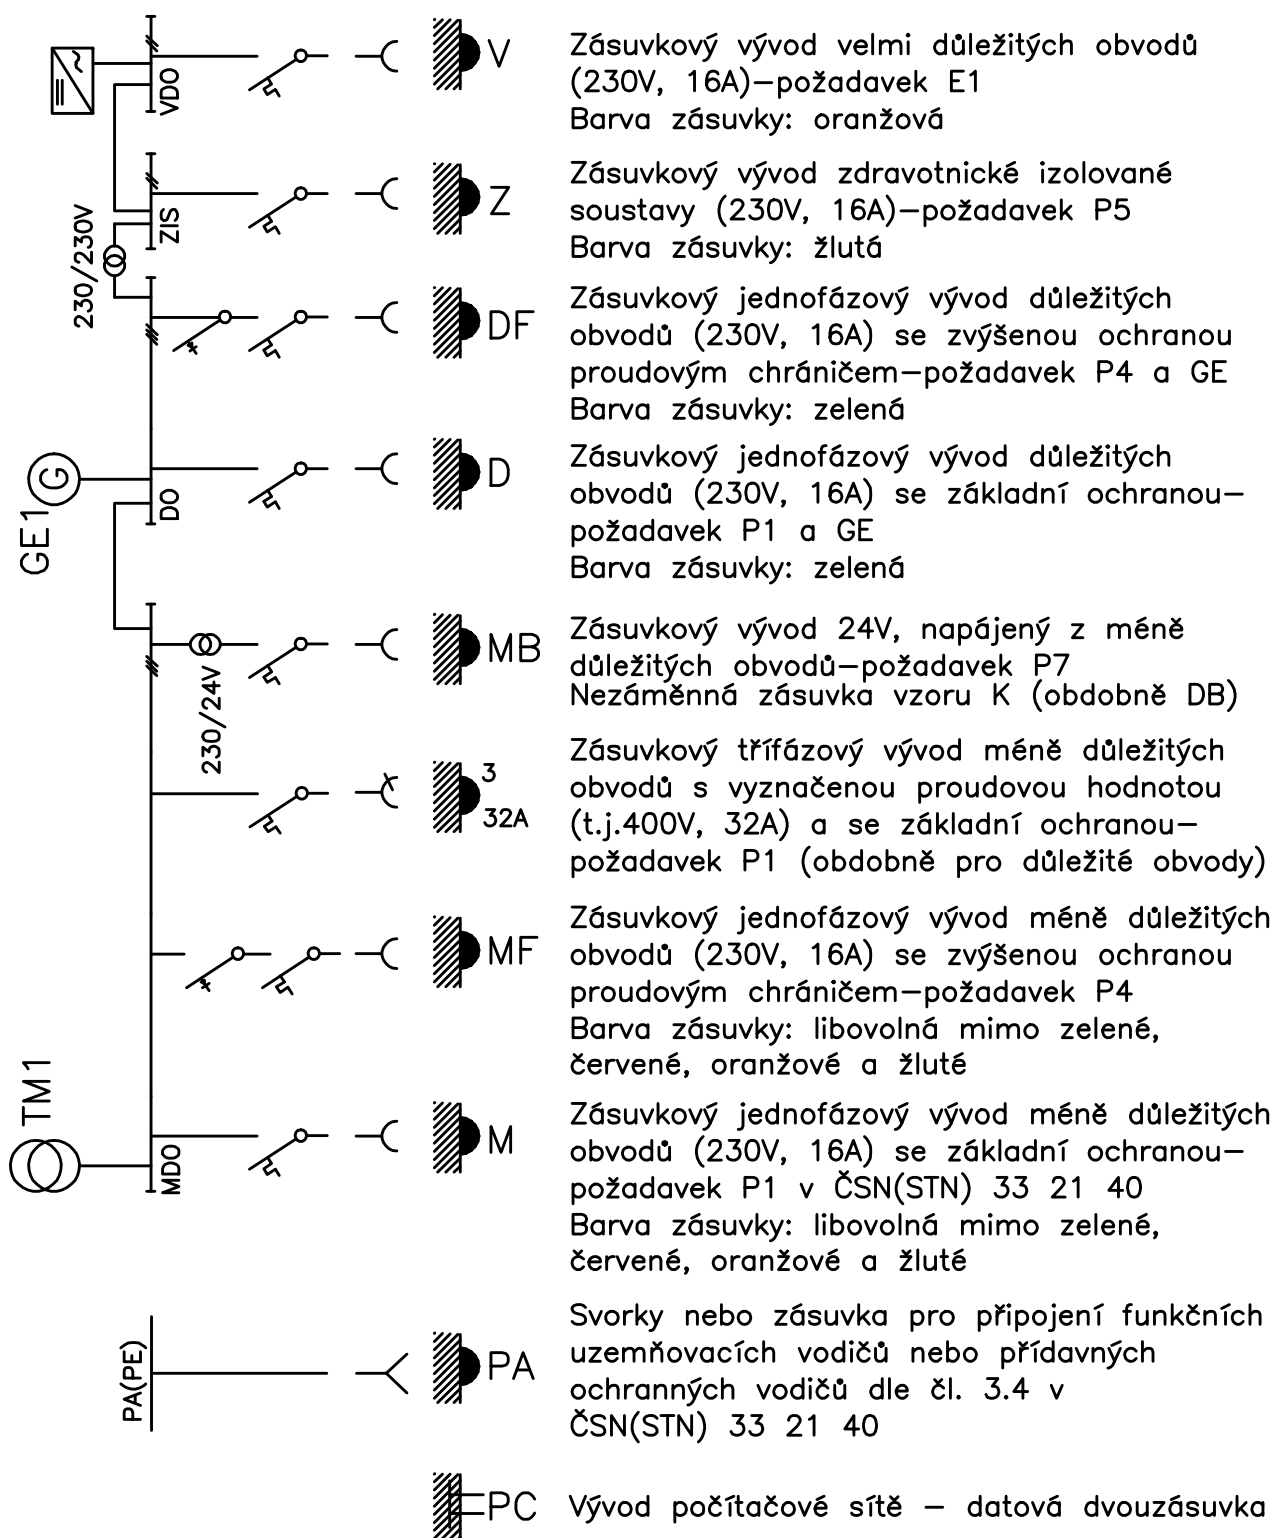 VDO
V
Zásuvkový vývod velmi důležitých obvodů
(230V, 16A)–požadavek E1
Barva zásuvky: oranžová
ZIS
230/230V
Z
Zásuvkový vývod zdravotnické izolované
soustavy (230V, 16A)–požadavek P5
Barva zásuvky: žlutá
DF
Zásuvkový jednofázový vývod důležitých
obvodů (230V, 16A) se zvýšenou ochranou
proudovým chráničem–požadavek P4 a GE
Barva zásuvky: zelená
G
GE1
DO
D
Zásuvkový jednofázový vývod důležitých
obvodů (230V, 16A) se základní ochranou–
požadavek P1 a GE
Barva zásuvky: zelená
230/24V
MB
Zásuvkový vývod 24V, napájený z méně
důležitých obvodů–požadavek P7
Nezáměnná zásuvka vzoru K (obdobně DB)
3
32A
Zásuvkový třífázový vývod méně důležitých
obvodů s vyznačenou proudovou hodnotou
(t.j.400V, 32A) a se základní ochranou–
požadavek P1 (obdobně pro důležité obvody)
MF
Zásuvkový jednofázový vývod méně důležitých
obvodů (230V, 16A) se zvýšenou ochranou
proudovým chráničem–požadavek P4
Barva zásuvky: libovolná mimo zelené,
červené, oranžové a žluté
TM1
MDO
M
Zásuvkový jednofázový vývod méně důležitých
obvodů (230V, 16A) se základní ochranou–
požadavek P1 v ČSN(STN) 33 21 40
Barva zásuvky: libovolná mimo zelené,
červené, oranžové a žluté
PA(PE)
PA
Svorky nebo zásuvka pro připojení funkčních
uzemňovacích vodičů nebo přídavných
ochranných vodičů dle čl. 3.4 v
ČSN(STN) 33 21 40
PC
Vývod počítačové sítě – datová dvouzásuvka